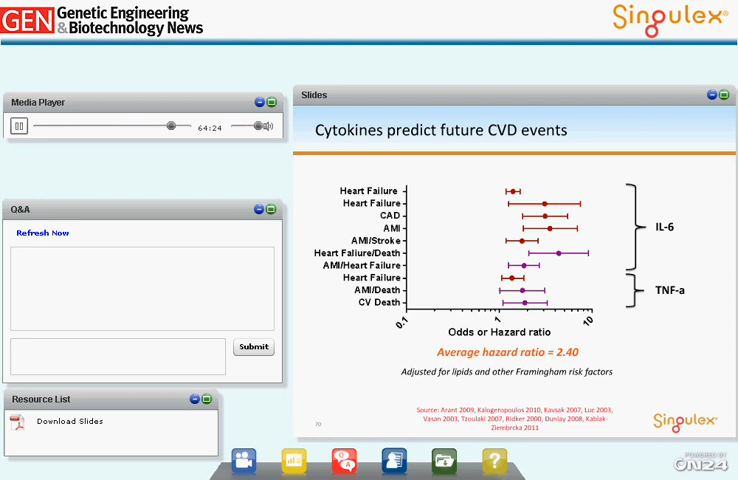 GEN Genetic Engineering
& Biotechnology News
Singulex®
Media Player
64:24
Q&A
Refresh Now
Submit
Resource List
Download Slides
Slides
Cytokines predict future CVD events
Heart Failure
Heart Failure
CAD
AMI
AMI/Stroke
Heart Faliure/Death
AMI/Heart Failure
Heart Failure
AMI/Death
CV Death
IL-6
TNF-a
0.1
1
10
Odds or Hazard ratio
Average hazard ratio = 2.40
Adjusted for lipids and other Framingham risk factors
Source: Arant 2009, Kalogeropoulos 2010, Kavsak 2007, Luc 2003,
Vasan 2003, Tzoulaki 2007, Ridker 2000, Dunlay 2008, Kablak-
Ziembrcka 2011
70
Singulex
Q
A
?
POWERED BY
ON24